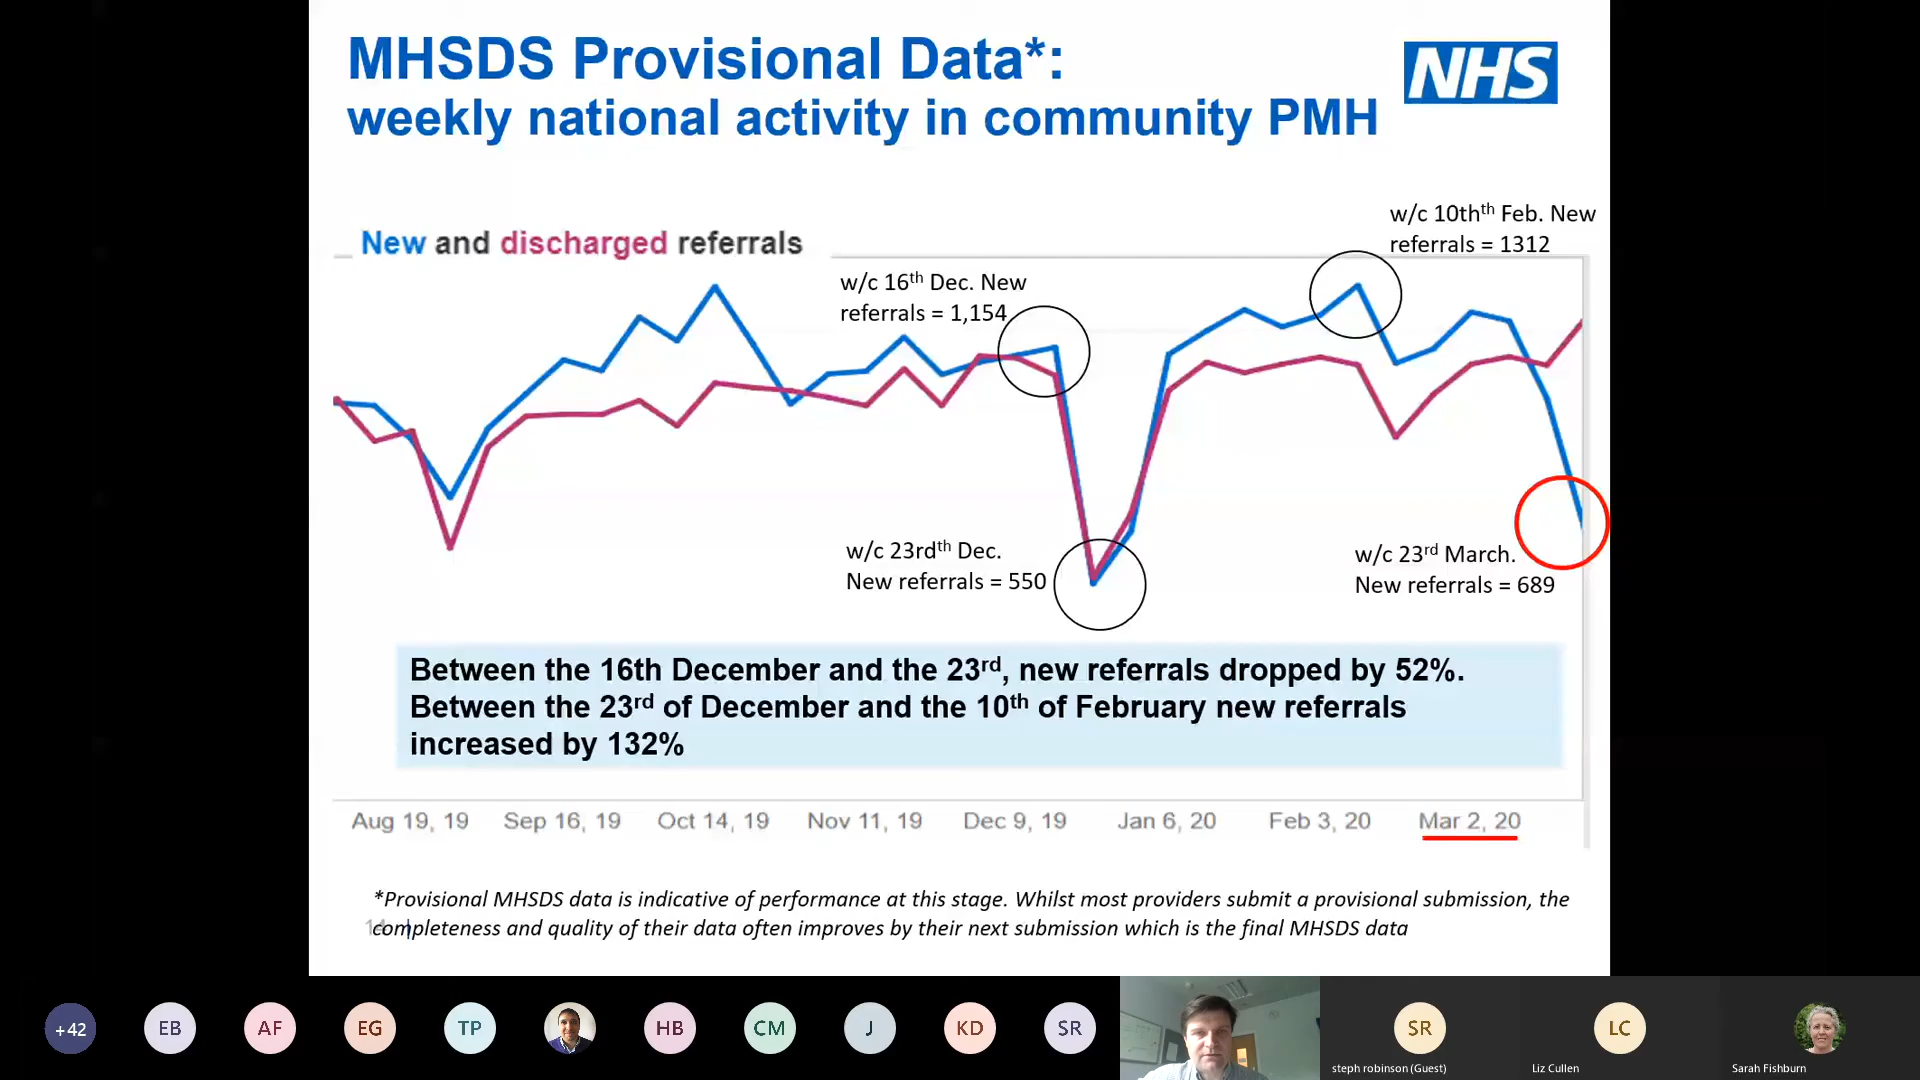 MHSDS Provisional Data*:
weekly national activity in community PMH
NHS
w/c 10thth Feb. New
referrals = 1312
New and discharged referrals
w/c 16th Dec. New
referrals = 1,154
w/c 23rdth Dec.
New referrals = 550
w/c 23rd March.
New referrals = 689
Between the 16th December and the 23rd, new referrals dropped by 52%.
Between the 23rd of December and the 10th of February new referrals
increased by 132%
Aug 19, 19 Sep 16, 19 Oct 14, 19 Nov 11, 19 Dec 9, 19 Jan 6, 20 Feb 3, 20 Mar 2, 20
*Provisional MHSDS data is indicative of performance at this stage. Whilst most providers submit a provisional submission, the
completeness and quality of their data often improves by their next submission which is the final MHSDS data
+42 EB AF EG TP HB CM J KD SR SR LC
steph robinson (Guest) Liz Cullen Sarah Fishburn